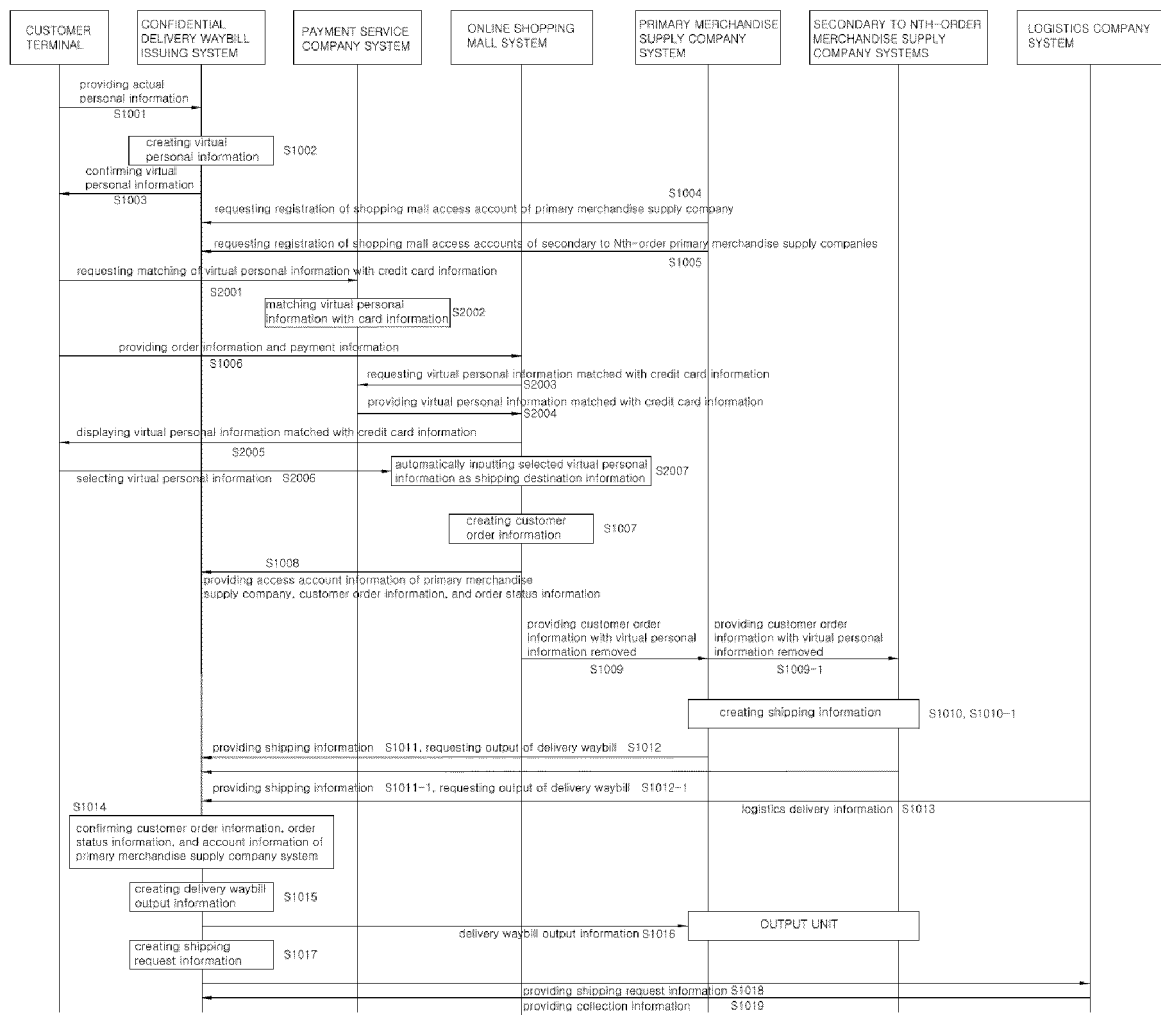 CUSTOMER
TERMINAL
CONFIDENTIAL
DELIVERY WAYBILL
ISSUING SYSTEM
PAYMENT SERVICE
COMPANY SYSTEM
ONLINE SHOPPING
MALL SYSTEM
PRIMARY MERCHANDISE
SUPPLY COMPANY
SYSTEM
SECONDARY TO NTH-ORDER
MERCHANDISE SUPPLY
COMPANY SYSTEMS
LOGISTICS COMPANY
SYSTEM
providing actual
personal information
S1001
creating virtual
personal information
S1002
confirming virtual
personal information
S1003
S1004
requesting registration of shopping mall access account of primary merchandise supply company
requesting registration of shopping mall access accounts of secondary to Nth-order primary merchandise supply companies
S1005
requesting matching of virtual personal information with credit card information
S2001
matching virtual personal
information with card information
S2002
providing order information and payment information
S1006
requesting virtual personal information matched with credit card information
S2003
providing virtual personal information matched with credit card information
S2004
displaying virtual personal information matched with credit card information
S2005
selecting virtual personal information S2006
automatically inputting selected virtual personal
information as shipping destination information
S2007
creating customer
order information
S1007
S1008
providing access account information of primary merchandise
supply company, customer order information, and order status information
providing customer order
information with virtual personal
information removed
S1009
providing customer order
information with virtual personal
information removed
S1009-1
creating shipping information
S1010, S1010-1
providing shipping information S1011, requesting output of delivery waybill S1012
providing shipping information S1011-1, requesting output of delivery waybill S1012-1
logistics delivery information S1013
S1014
confirming customer order information, order
status information, and account information of
primary merchandise supply company system
creating delivery waybill
output information
S1015
delivery waybill output information S1016
OUTPUT UNIT
creating shipping
request information
S1017
providing shipping request information S1018
providing collection information S1019